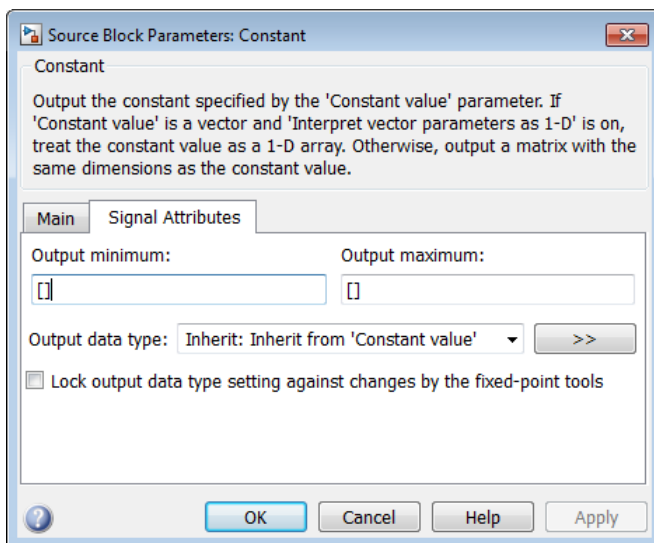 Source Block Parameters: Constant
Constant
Output the constant specified by the 'Constant value' parameter. If
'Constant value' is a vector and 'Interpret vector parameters as 1-D' is on,
treat the constant value as a 1-D array. Otherwise, output a matrix with the
same dimensions as the constant value.
Main Signal Attributes
Output minimum: Output maximum:
[] []
Output data type: Inherit: Inherit from 'Constant value' >>
Lock output data type setting against changes by the fixed-point tools
? OK Cancel Help Apply